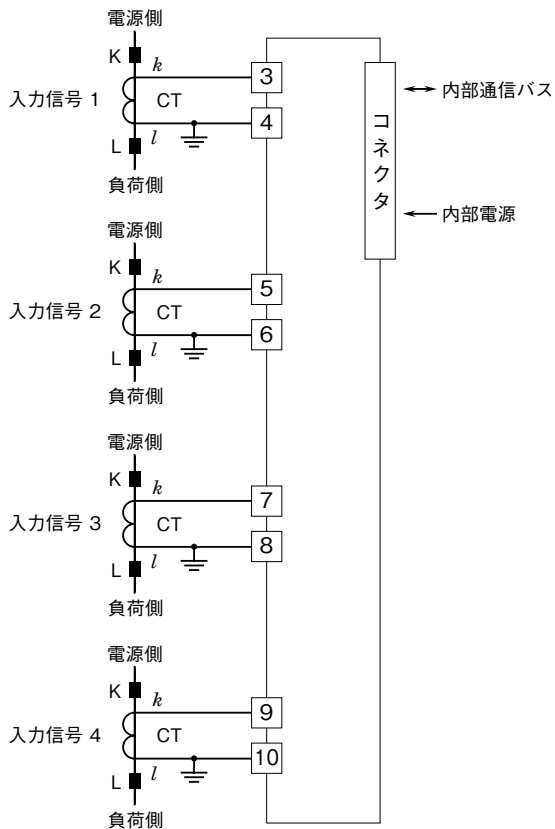 電源側
K
k
3
入力信号 1
CT
4
L
l
負荷側
コネクタ
内部通信バス
内部電源
電源側
K
k
5
入力信号 2
CT
6
L
l
負荷側
電源側
K
k
7
入力信号 3
CT
8
L
l
負荷側
電源側
K
k
9
入力信号 4
CT
10
L
l
負荷側